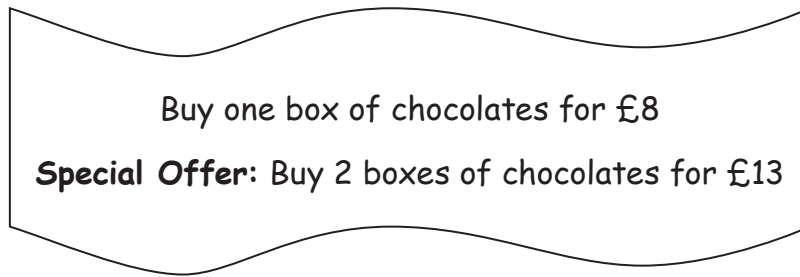 Buy one box of chocolates for £8
Special Offer: Buy 2 boxes of chocolates for £13